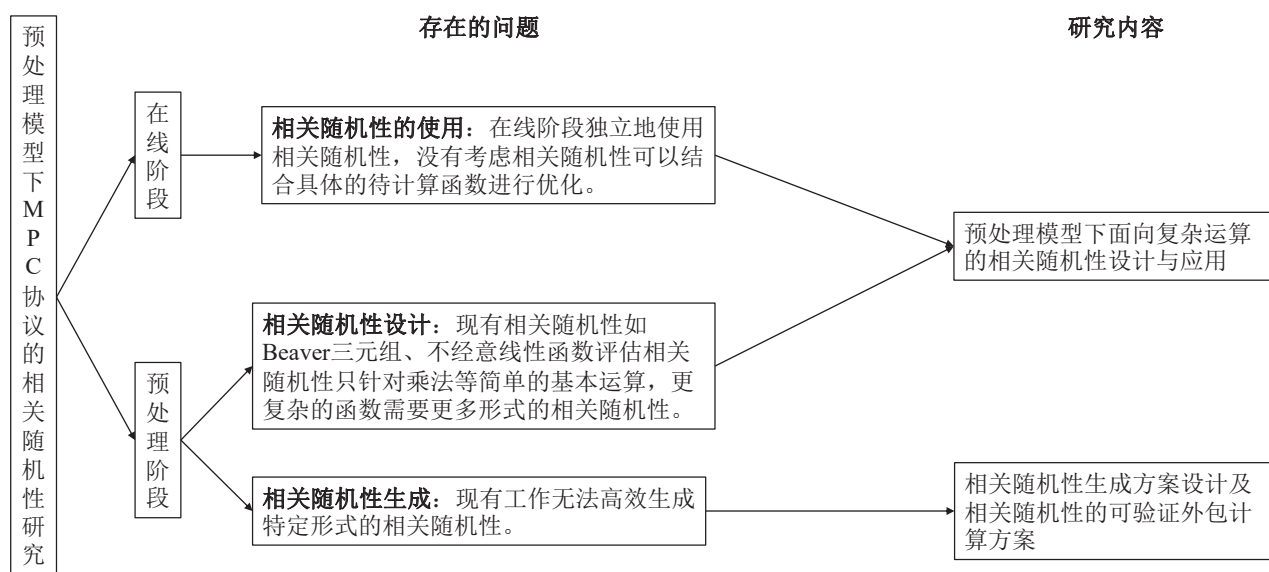 存在的问题
研究内容
预处理模型下MPC协议的相关随机性研究
在线阶段
相关随机性的使用：在线阶段独立地使用
相关随机性，没有考虑相关随机性可以结
合具体的待计算函数进行优化。
预处理模型下面向复杂运算
的相关随机性设计与应用
预处理阶段
相关随机性设计：现有相关随机性如
Beaver三元组、不经意线性函数评估相关
随机性只针对乘法等简单的基本运算，更
复杂的函数需要更多形式的相关随机性。
相关随机性生成：现有工作无法高效生成
特定形式的相关随机性。
相关随机性生成方案设计及
相关随机性的可验证外包计
算方案